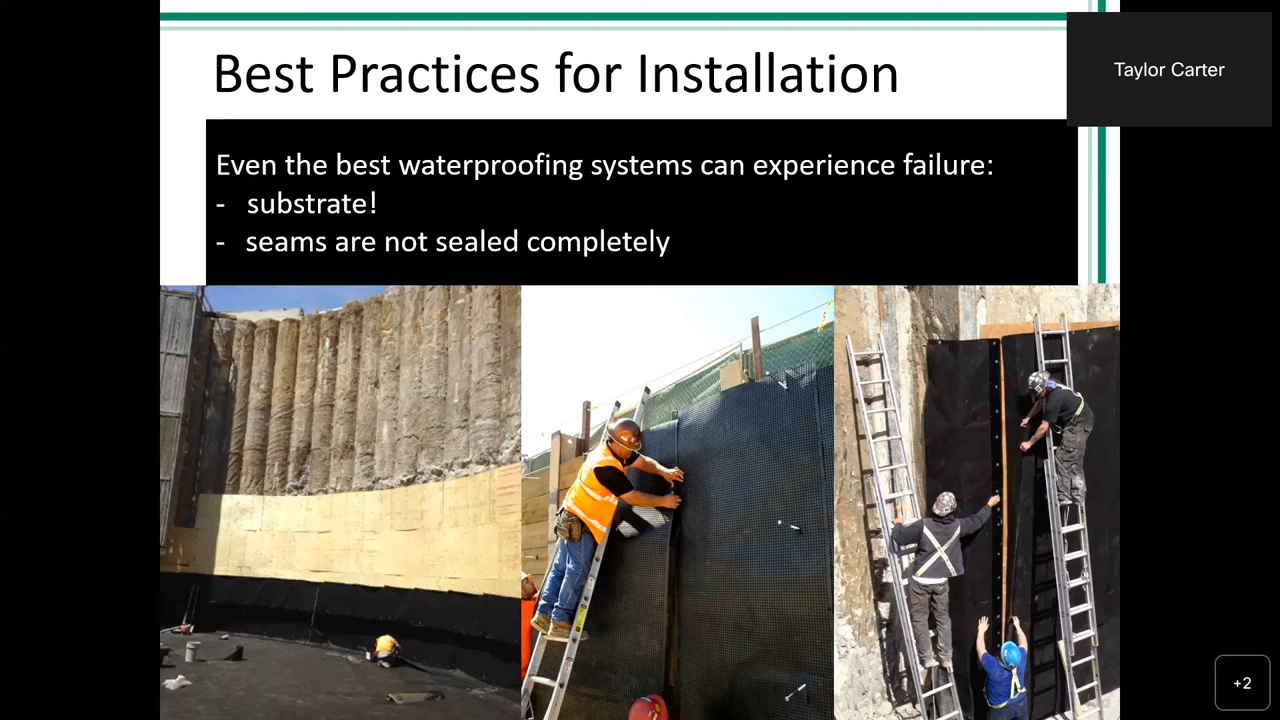 Best Practices for Installation
Taylor Carter
Even the best waterproofing systems can experience failure:
- substrate!
- seams are not sealed completely
+2